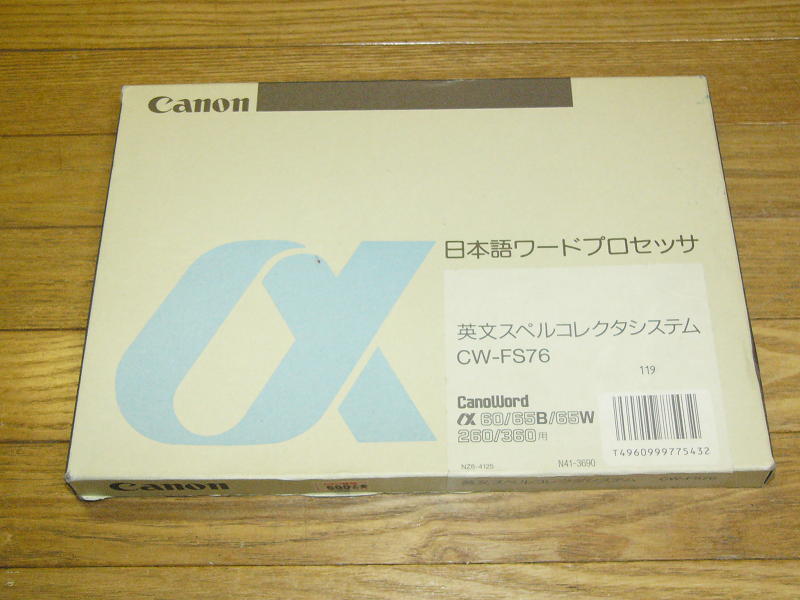 Canon
α
日本語ワードプロセッサ
英文スペルコレクタシステム
CW-FS76
119
CanoWord
α 60/65B/65W
260/360用
T4960999775432
NZ6-4125
N41-3690
Canon
英文スペルコレクタシステム CW-FS76